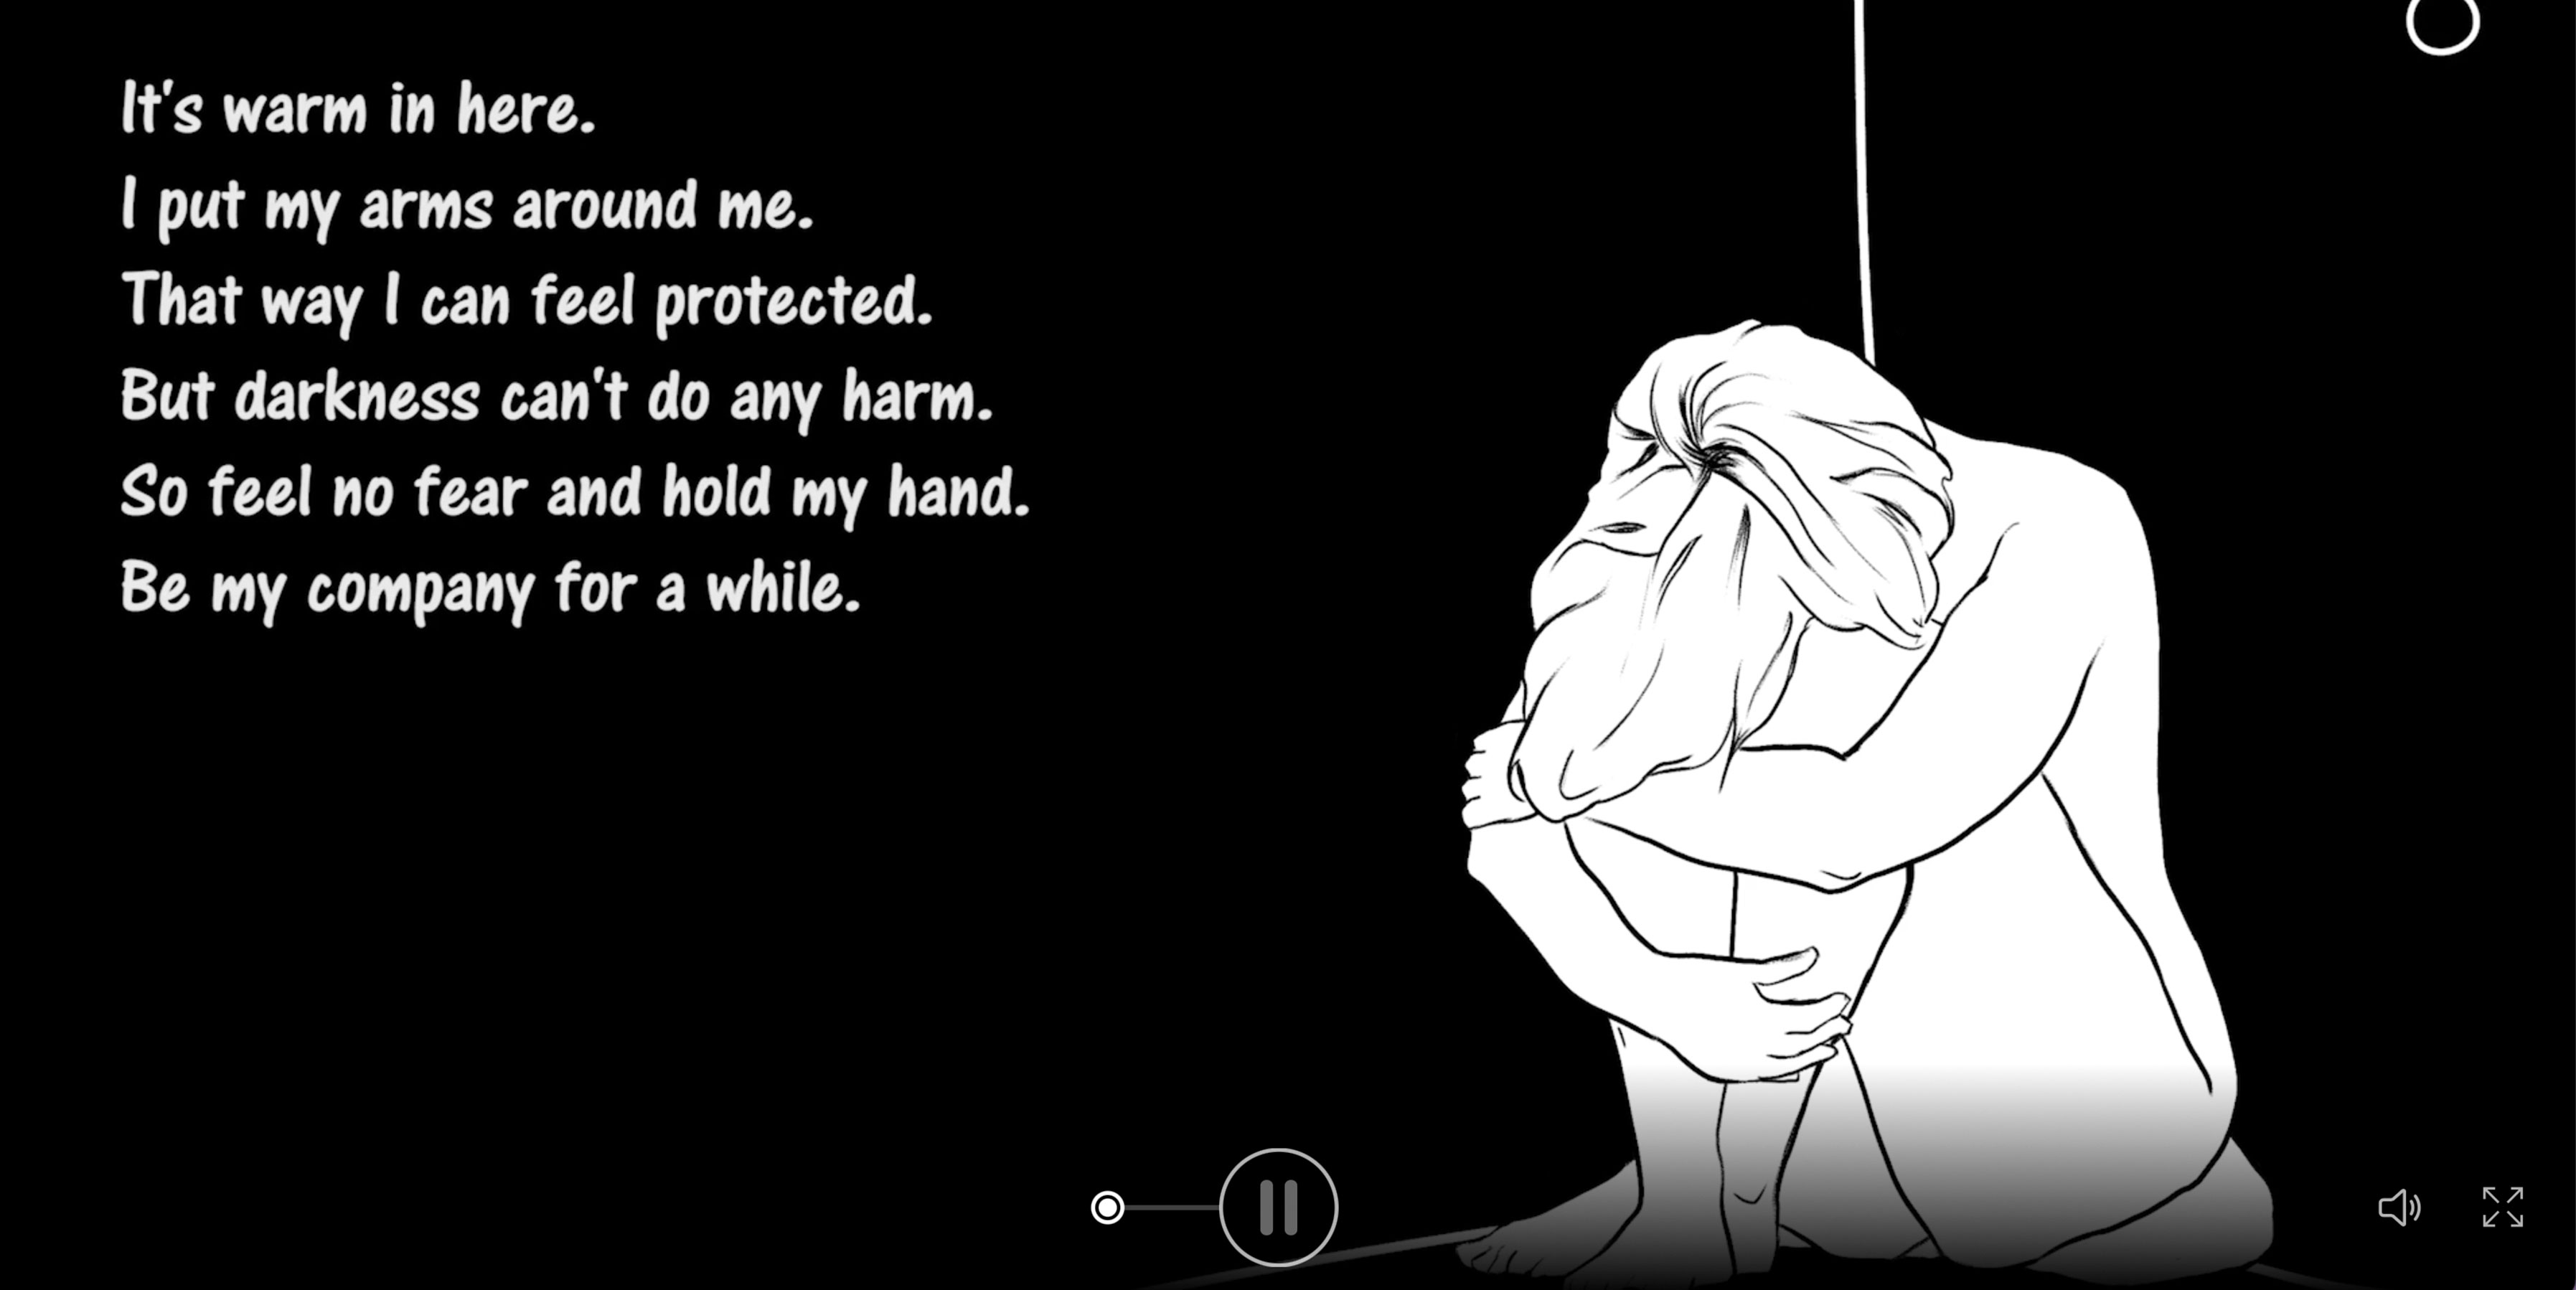 It's warm in here.
I put my arms around me.
That way I can feel protected.
But darkness can't do any harm.
So feel no fear and hold my hand.
Be my company for a while.